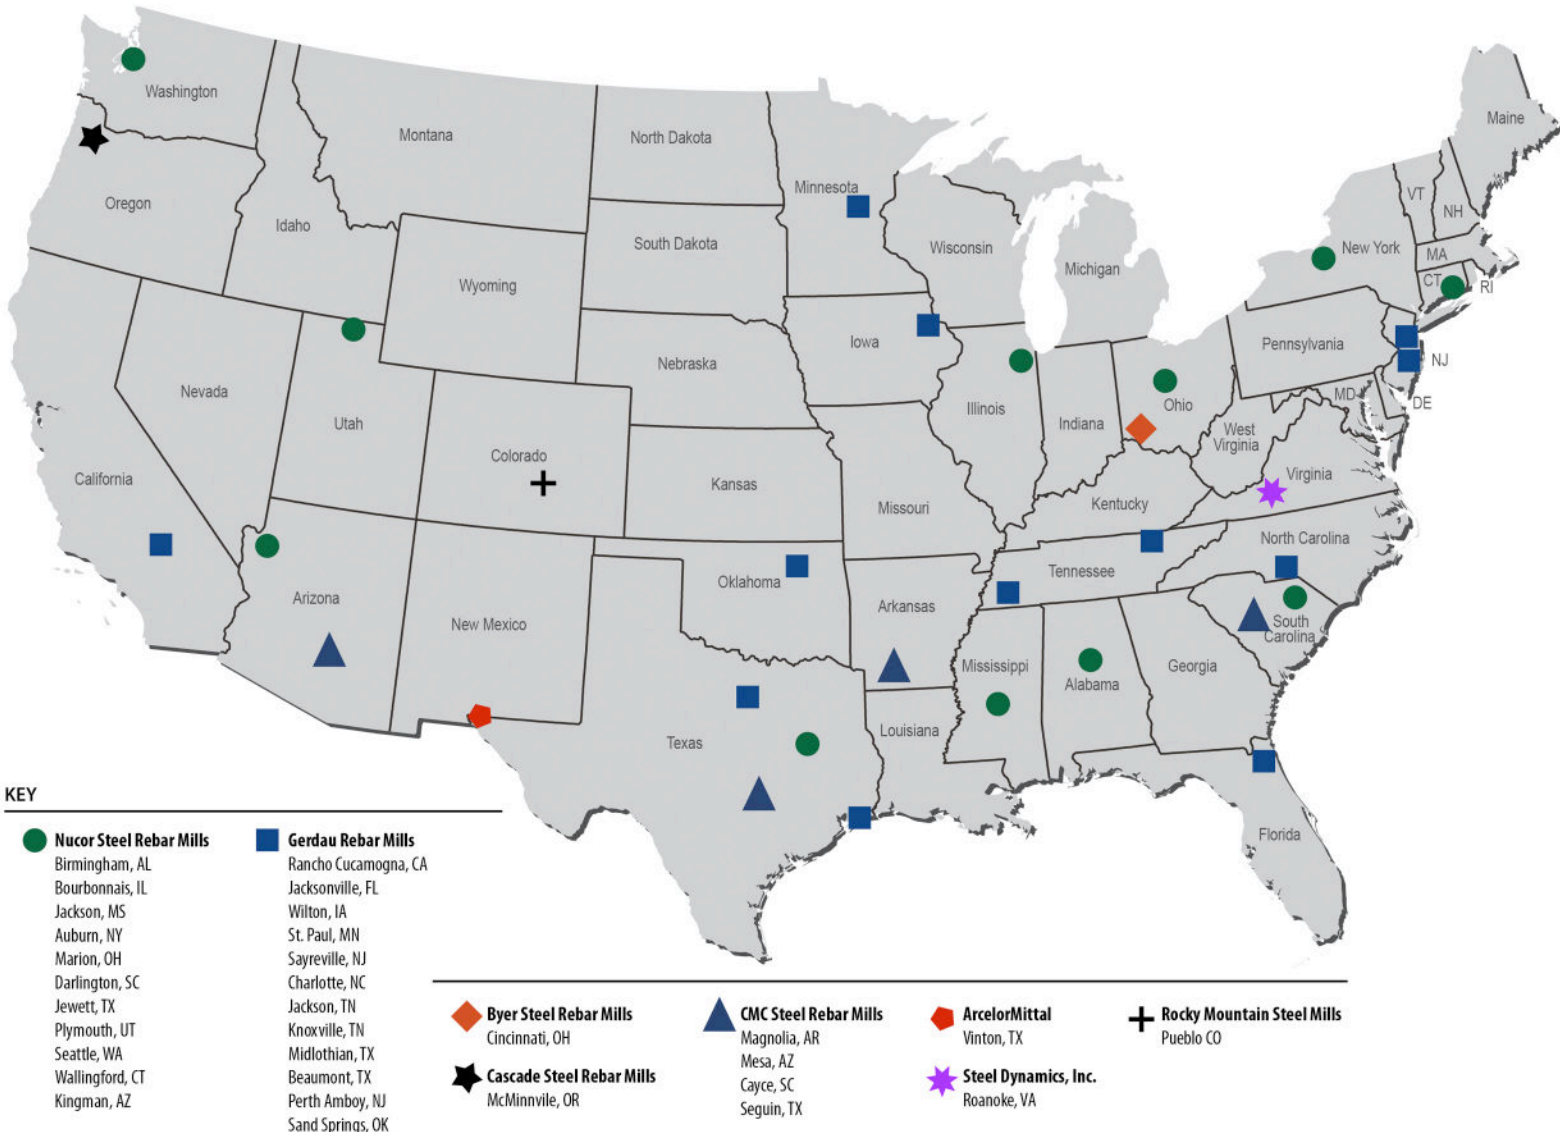 Washington
Montana
North Dakota
Minnesota
Maine
Oregon
Idaho
South Dakota
Wisconsin
Michigan
VT
NH
New York
MA
CT
RI
Wyoming
Nebraska
Iowa
Pennsylvania
NJ
Nevada
Utah
Illinois
Indiana
Ohio
MD
DE
West
Virginia
Colorado
California
Kansas
Missouri
Kentucky
Virginia
North Carolina
Arizona
New Mexico
Oklahoma
Arkansas
Tennessee
South
Carolina
Mississippi
Alabama
Georgia
Texas
Louisiana
Florida
KEY
Nucor Steel Rebar Mills
Birmingham, AL
Bourbonnais, IL
Jackson, MS
Auburn, NY
Marion, OH
Darlington, SC
Jewett, TX
Plymouth, UT
Seattle, WA
Wallingford, CT
Kingman, AZ
Gerdau Rebar Mills
Rancho Cucamogna, CA
Jacksonville, FL
Wilton, IA
St. Paul, MN
Sayreville, NJ
Charlotte, NC
Jackson, TN
Knoxville, TN
Midlothian, TX
Beaumont, TX
Perth Amboy, NJ
Sand Springs, OK
Byer Steel Rebar Mills
Cincinnati, OH
Cascade Steel Rebar Mills
McMinnvile, OR
CMC Steel Rebar Mills
Magnolia, AR
Mesa, AZ
Cayce, SC
Seguin, TX
ArcelorMittal
Vinton, TX
Steel Dynamics, Inc.
Roanoke, VA
Rocky Mountain Steel Mills
Pueblo CO